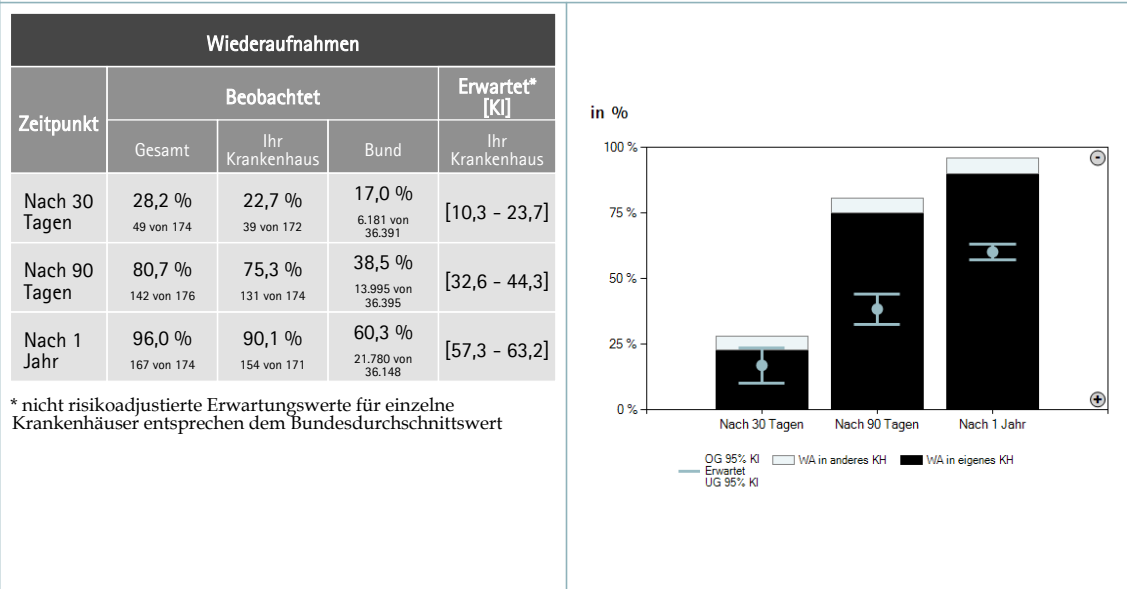 Wiederaufnahmen
Zeitpunkt
Beobachtet
Erwartet*
[KI]
Gesamt
Ihr
Krankenhaus
Bund
Ihr
Krankenhaus
Nach 30
Tagen
28,2 %
49 von 174
22,7 %
39 von 172
17,0 %
6.181 von
36.391
[10,3 - 23,7]
Nach 90
Tagen
80,7 %
142 von 176
75,3 %
131 von 174
38,5 %
13.995 von
36.395
[32,6 - 44,3]
Nach 1
Jahr
96,0 %
167 von 174
90,1 %
154 von 171
60,3 %
21.780 von
36.148
[57,3 - 63,2]
* nicht risikoadjustierte Erwartungswerte für einzelne
Krankenhäuser entsprechen dem Bundesdurchschnittswert
in %
100 %
75 %
50 %
25 %
0 %
-
+
Nach 30 Tagen
Nach 90 Tagen
Nach 1 Jahr
OG 95% KI
Erwartet
UG 95% KI
WA in anderes KH
WA in eigenes KH